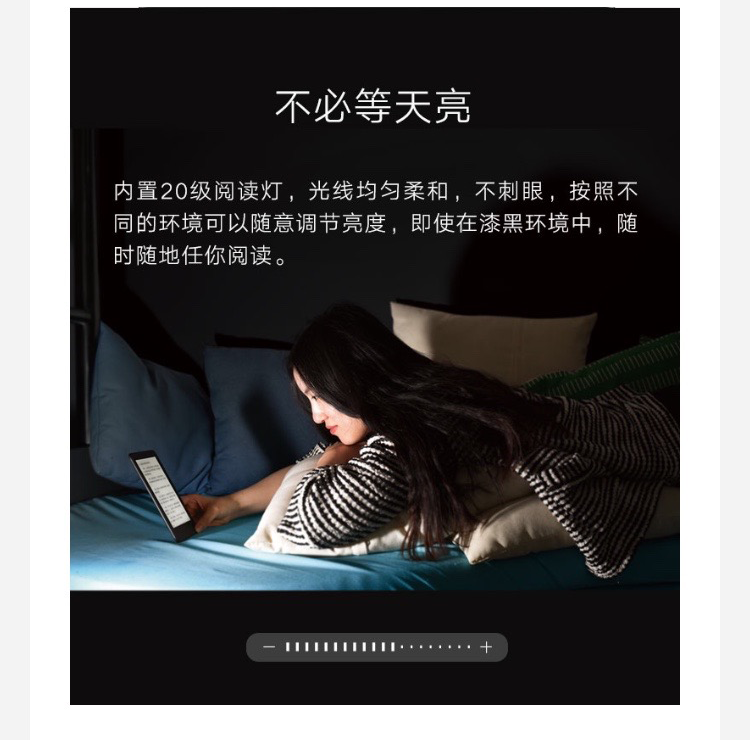 不必等天亮
内置20级阅读灯，光线均匀柔和，不刺眼，按照不
同的环境可以随意调节亮度，即使在漆黑环境中，随
时随地任你阅读。